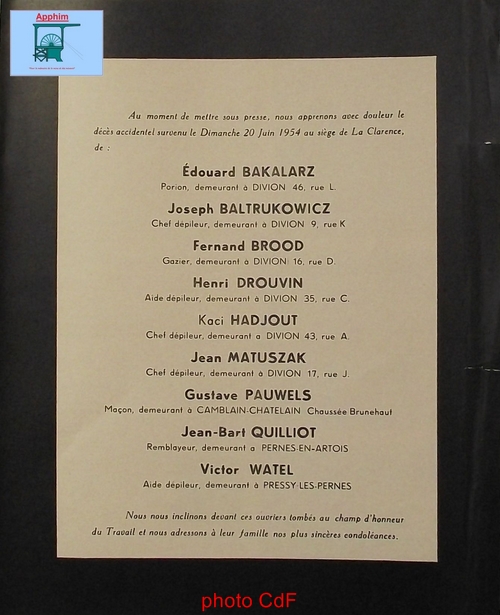 Apphim
Au moment de mettre sous presse, nous apprenons avec douleur le
décès accidentel survenu le Dimanche 20 Juin 1954 au siège de La Clarence,
de :
Édouard BAKALARZ
Porion, demeurant à DIVION 46, rue L.
Joseph BALTRUKOWICZ
Chef dépileur, demeurant à DIVION 9, rue K
Fernand BROOD
Gazier, demeurant à DIVION 16, rue D.
Henri DROUVIN
Aide dépileur, demeurant à DIVION 35, rue C.
Kaci HADJOUT
Chef dépileur, demeurant a DIVION 43, rue A.
Jean MATUSZAK
Chef dépileur, demeurant à DIVION 17, rue J.
Gustave PAUWELS
Maçon, demeurant à CAMBLAIN-CHATELAIN Chaussée Brunehaut
Jean-Bart QUILLIOT
Remblayeur, demeurant a PERNES-EN-ARTOIS
Victor WATEL
Aide dépileur, demeurant à PRESSY-LES-PERNES
Nous nous inclinons devant ces ouvriers tombés au champ d'honneur
du Travail et nous adressons à leur famille nos plus sincères condoléances.
photo CdF